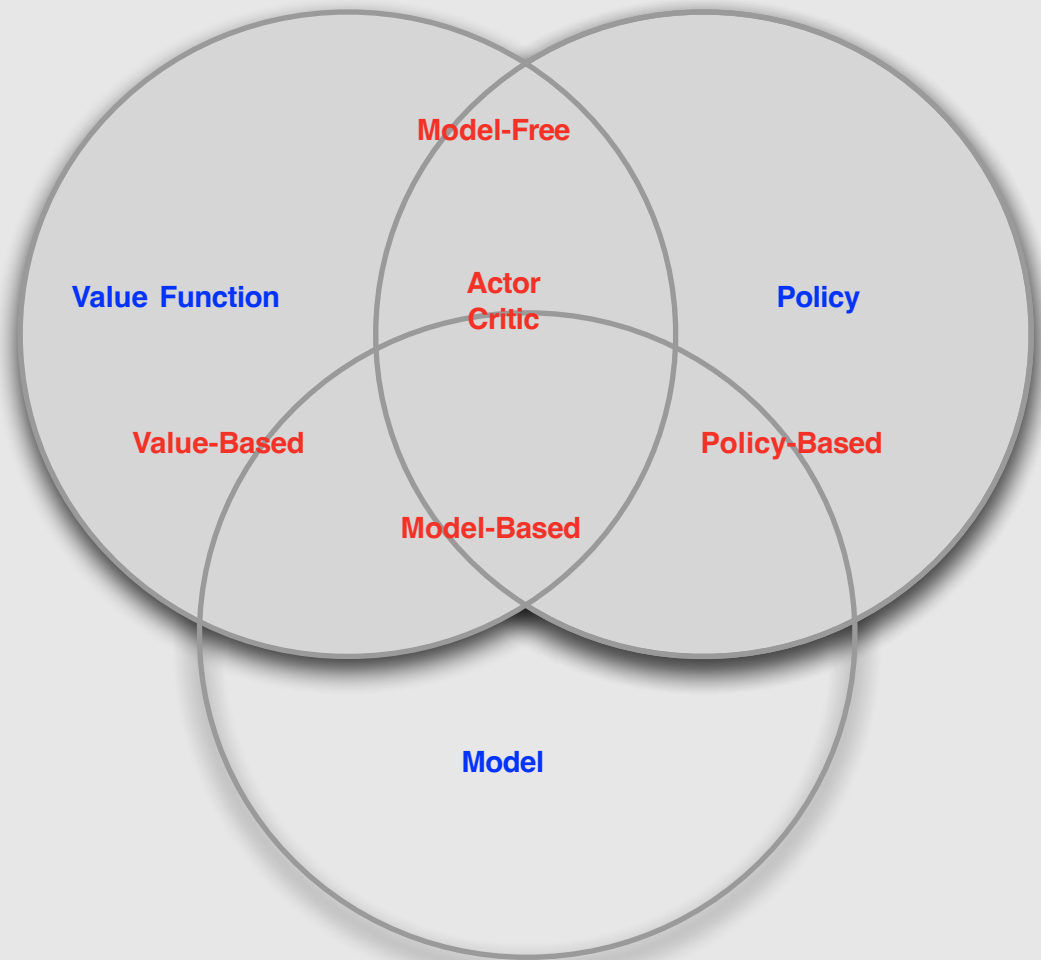 Model-Free
Actor
Critic
Value Function
Policy
Value-Based
Policy-Based
Model-Based
Model